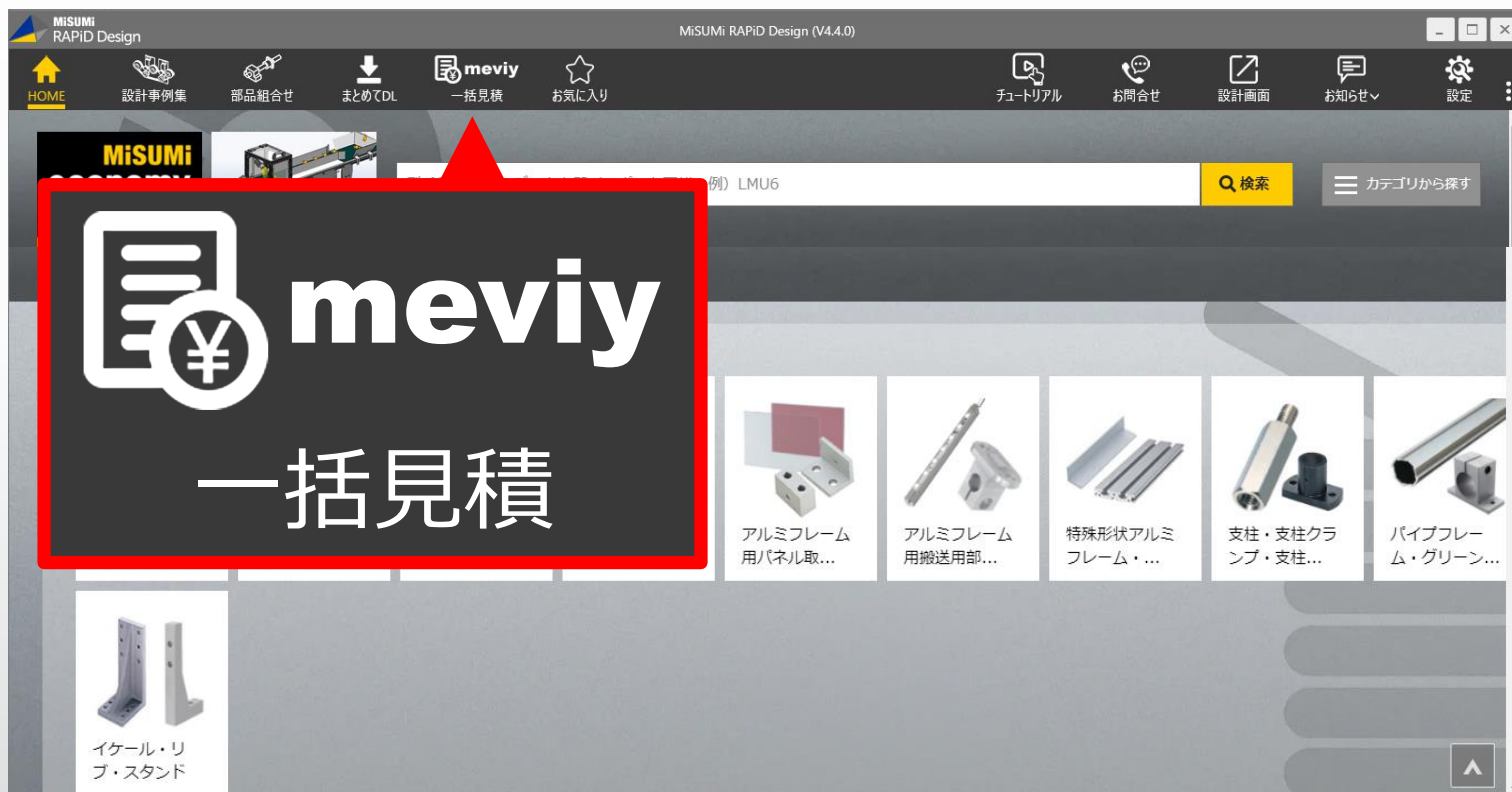 MiSUMi
RAPiD Design
MiSUMi RAPiD Design (V4.4.0)
HOME
設計事例集
部品組合せ
まとめてDL
meviy
一括見積
お気に入り
チュートリアル
お問合せ
設計画面
お知らせ
設定
MiSUMi
例）LMU6
検索
カテゴリから探す
¥ meviy
一括見積
アルミフレーム
用パネル取...
アルミフレーム
用搬送用部...
特殊形状アルミ
フレーム・...
支柱・支柱クラ
ンプ・支柱...
パイプフレー
ム・グリーン...
イケール・リ
ブ・スタンド